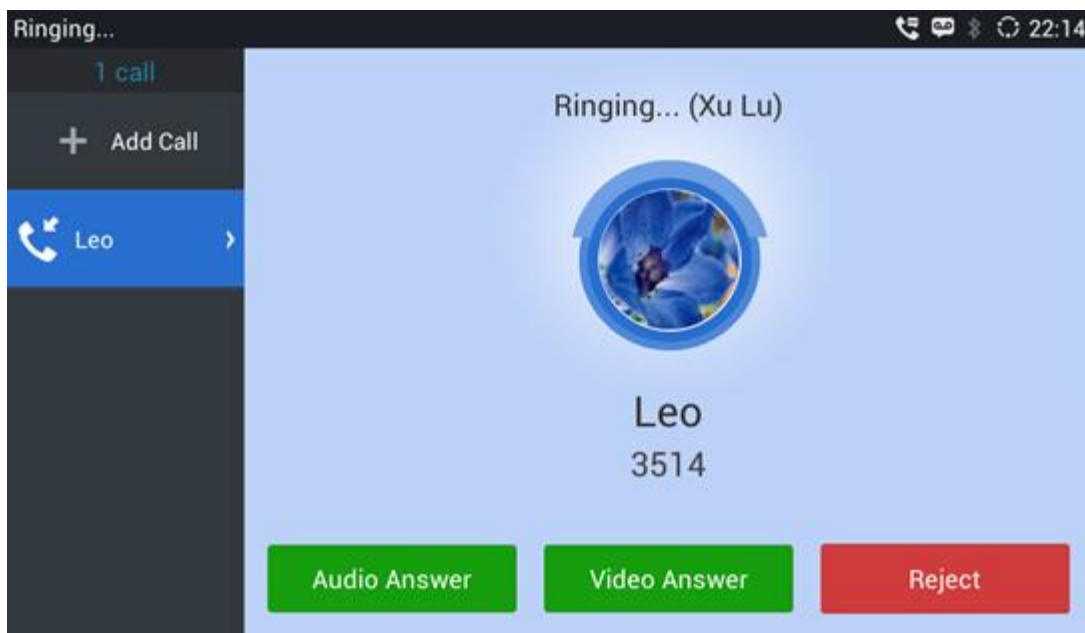 Ringing...
22:14
1 call
Add Call
Leo
Ringing... (Xu Lu)
Leo
3514
Audio Answer
Video Answer
Reject